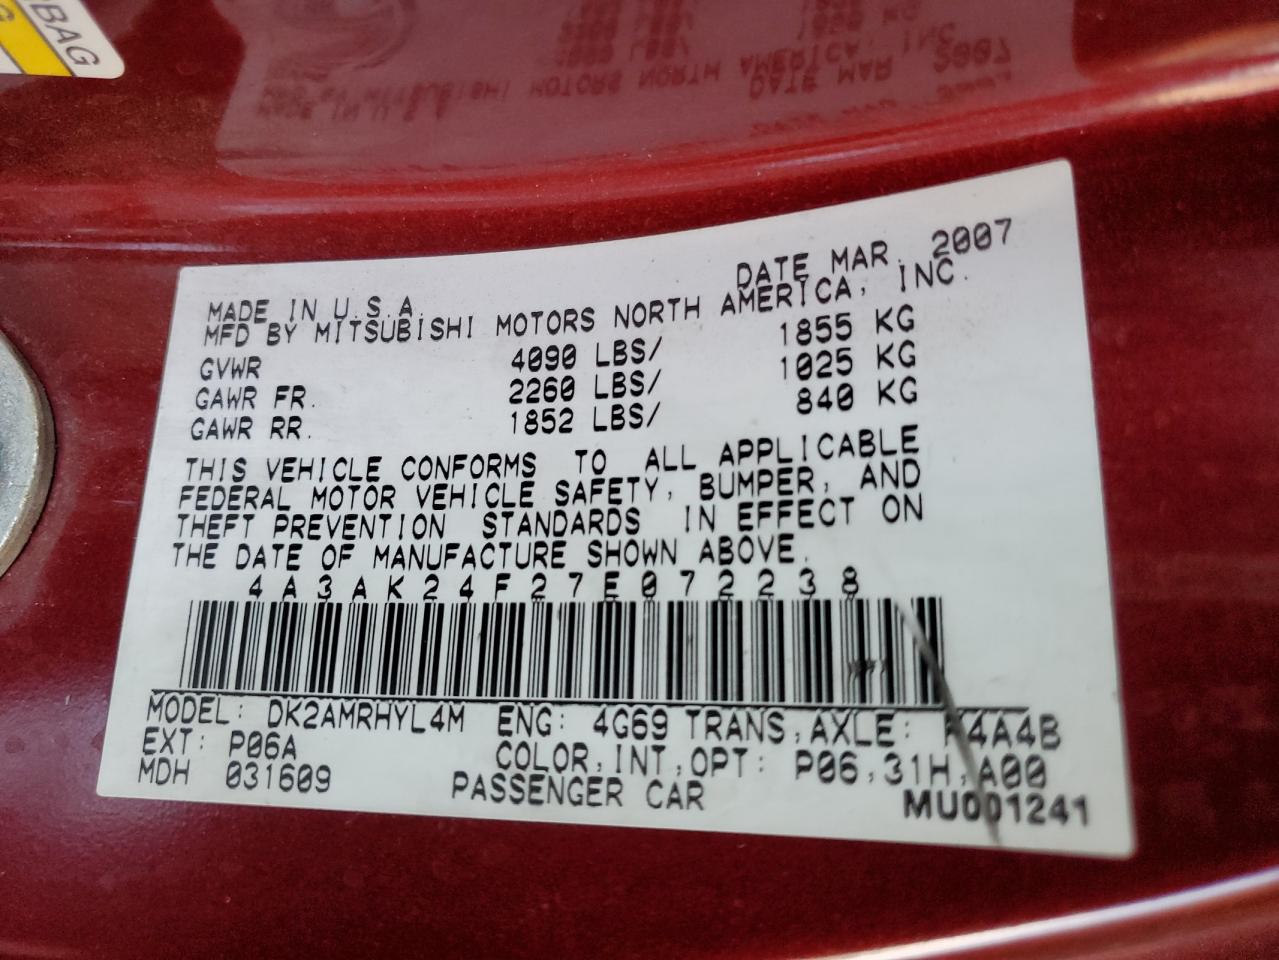 BAG
DATE MAR. 2007
MADE IN U.S.A.
MFD BY MITSUBISHI MOTORS NORTH AMERICA, INC.
GVWR 4090 LBS/ 1855 KG
GAWR FR. 2260 LBS/ 1025 KG
GAWR RR. 1852 LBS/ 840 KG
THIS VEHICLE CONFORMS TO ALL APPLICABLE
FEDERAL MOTOR VEHICLE SAFETY, BUMPER, AND
THEFT PREVENTION STANDARDS IN EFFECT ON
THE DATE OF MANUFACTURE SHOWN ABOVE.
4A3AK24F27E072238
MODEL: DK2AMRHYL4M ENG: 4G69 TRANS,AXLE: F4A4B
EXT: P06A COLOR,INT,OPT: P06,31H,A00
MDH 031609 PASSENGER CAR
MU001241